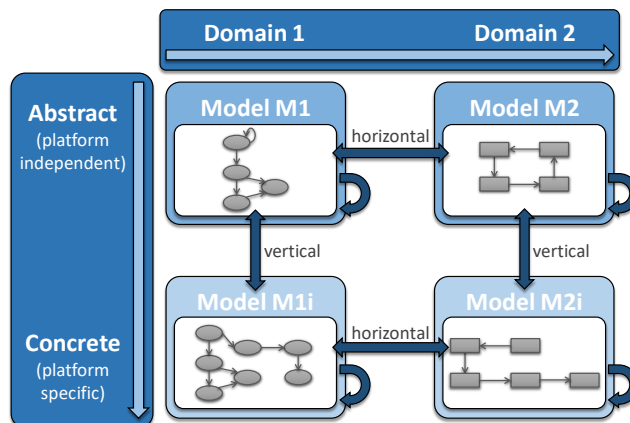 Domain 1
Domain 2
Abstract
(platform
independent)
Model M1
horizontal
Model M2
vertical
vertical
Concrete
(platform
specific)
Model M1i
horizontal
Model M2i